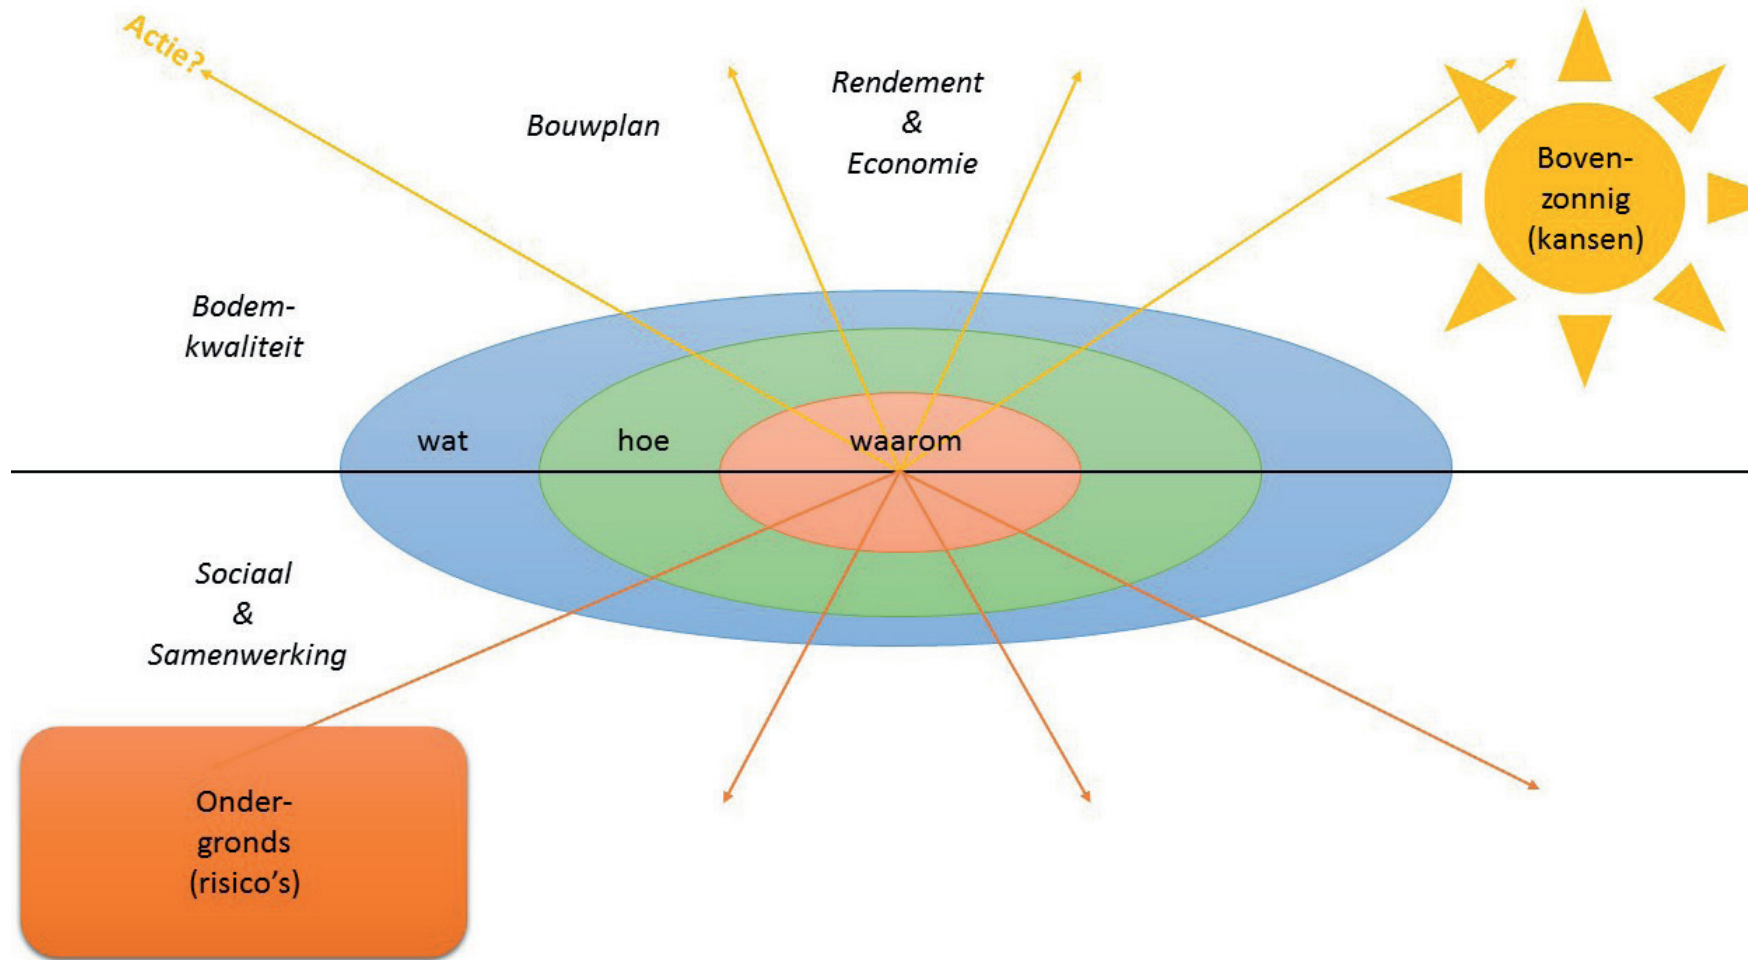 Actie?
Bouwplan
Rendement
&
Economie
Boven-
zonnig
(kansen)
Bodem-
kwaliteit
wat
hoe
waarom
Sociaal
&
Samenwerking
Onder-
gronds
(risico’s)